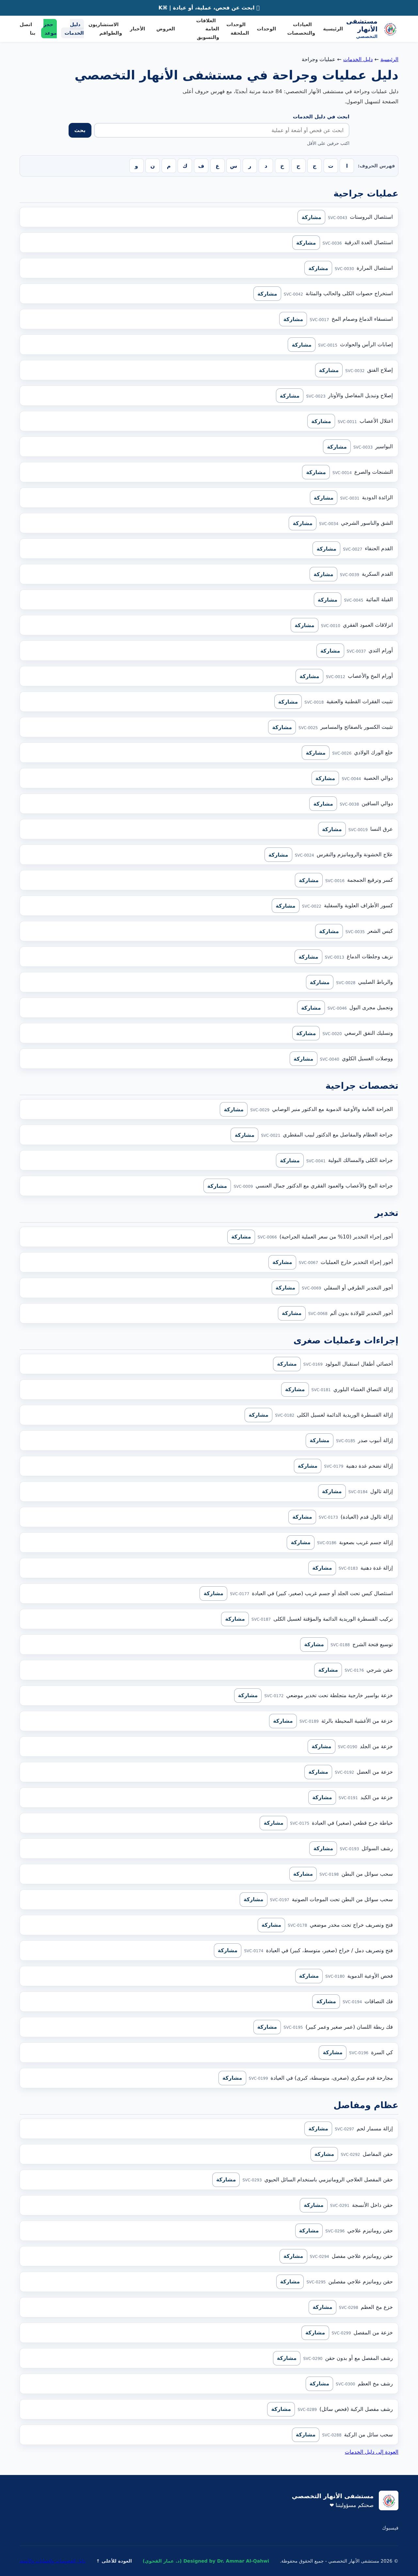 ابحث عن فحص، عملية، أو عيادة | ⌘K
مستشفى الأنهار
التخصصي
الرئيسية
العيادات والتخصصات
الوحدات
الوحدات الملحقة
العلاقات العامة والتسويق
العروض
الأخبار
الاستشاريون والطواقم
دليل الخدمات
حجز موعد
اتصل بنا
الرئيسية ← دليل الخدمات ← عمليات وجراحة
دليل عمليات وجراحة في مستشفى الأنهار التخصصي
دليل عمليات وجراحة في مستشفى الأنهار التخصصي: 84 خدمة مرتبة أبجديًا، مع فهرس حروف أعلى الصفحة لتسهيل الوصول.
ابحث في دليل الخدمات
ابحث عن فحص أو أشعة أو عملية
بحث
اكتب حرفين على الأقل
فهرس الحروف:
ا ت ج ح خ د ر س ع ف ك م ن و
عمليات جراحية
استئصال البروستات SVC-0043 مشاركة
استئصال الغدة الدرقية SVC-0036 مشاركة
استئصال المرارة SVC-0030 مشاركة
استخراج حصوات الكلى والحالب والمثانة SVC-0042 مشاركة
استسقاء الدماغ وصمام المخ SVC-0017 مشاركة
إصابات الرأس والحوادث SVC-0015 مشاركة
إصلاح الفتق SVC-0032 مشاركة
إصلاح وتبديل المفاصل والأوتار SVC-0023 مشاركة
اعتلال الأعصاب SVC-0011 مشاركة
البواسير SVC-0033 مشاركة
التشنجات والصرع SVC-0014 مشاركة
الزائدة الدودية SVC-0031 مشاركة
الشق والناسور الشرجي SVC-0034 مشاركة
القدم الحنفاء SVC-0027 مشاركة
القدم السكرية SVC-0039 مشاركة
القيلة المائية SVC-0045 مشاركة
انزلاقات العمود الفقري SVC-0010 مشاركة
أورام الثدي SVC-0037 مشاركة
أورام المخ والأعصاب SVC-0012 مشاركة
تثبيت الفقرات القطنية والعنقية SVC-0018 مشاركة
تثبيت الكسور بالصفائح والمسامير SVC-0025 مشاركة
خلع الورك الولادي SVC-0026 مشاركة
دوالي الخصية SVC-0044 مشاركة
دوالي الساقين SVC-0038 مشاركة
عرق النسا SVC-0019 مشاركة
علاج الخشونة والروماتيزم والنقرس SVC-0024 مشاركة
كسر وترقيع الجمجمة SVC-0016 مشاركة
كسور الأطراف العلوية والسفلية SVC-0022 مشاركة
كيس الشعر SVC-0035 مشاركة
نزيف وجلطات الدماغ SVC-0013 مشاركة
والرباط الصليبي SVC-0028 مشاركة
وتجميل مجرى البول SVC-0046 مشاركة
وتسليك النفق الرسغي SVC-0020 مشاركة
ووصلات الغسيل الكلوي SVC-0040 مشاركة
تخصصات جراحية
الجراحة العامة والأوعية الدموية مع الدكتور منير الوصابي SVC-0029 مشاركة
جراحة العظام والمفاصل مع الدكتور لبيب المقطري SVC-0021 مشاركة
جراحة الكلى والمسالك البولية SVC-0041 مشاركة
جراحة المخ والأعصاب والعمود الفقري مع الدكتور جمال العنسي SVC-0009 مشاركة
تخدير
أجور إجراء التخدير (10% من سعر العملية الجراحية) SVC-0066 مشاركة
أجور إجراء التخدير خارج العمليات SVC-0067 مشاركة
أجور التخدير الطرفي أو السفلي SVC-0069 مشاركة
أجور التخدير للولادة بدون ألم SVC-0068 مشاركة
إجراءات وعمليات صغرى
أخصائي أطفال استقبال المولود SVC-0169 مشاركة
إزالة التصاق الغشاء البلوري SVC-0181 مشاركة
إزالة القسطرة الوريدية الدائمة لغسيل الكلى SVC-0182 مشاركة
إزالة أنبوب صدر SVC-0185 مشاركة
إزالة تضخم غدة دهنية SVC-0179 مشاركة
إزالة ثالول SVC-0184 مشاركة
إزالة ثالول قدم (العيادة) SVC-0173 مشاركة
إزالة جسم غريب بصعوبة SVC-0186 مشاركة
إزالة غدة دهنية SVC-0183 مشاركة
استئصال كيس تحت الجلد أو جسم غريب (صغير، كبير) في العيادة SVC-0177 مشاركة
تركيب القسطرة الوريدية الدائمة والمؤقتة لغسيل الكلى SVC-0187 مشاركة
توسيع فتحة الشرج SVC-0188 مشاركة
حقن شرجي SVC-0176 مشاركة
خزعة بواسير خارجية متجلطة تحت تخدير موضعي SVC-0172 مشاركة
خزعة من الأغشية المحيطة بالرئة SVC-0189 مشاركة
خزعة من الجلد SVC-0190 مشاركة
خزعة من العضل SVC-0192 مشاركة
خزعة من الكبد SVC-0191 مشاركة
خياطة جرح قطعي (صغير) في العيادة SVC-0175 مشاركة
رشف السوائل SVC-0193 مشاركة
سحب سوائل من البطن SVC-0198 مشاركة
سحب سوائل من البطن تحت الموجات الصوتية SVC-0197 مشاركة
فتح وتصريف خراج تحت مخدر موضعي SVC-0178 مشاركة
فتح وتصريف دمل / خراج (صغير، متوسط، كبير) في العيادة SVC-0174 مشاركة
فحص الأوعية الدموية SVC-0180 مشاركة
فك التصاقات SVC-0194 مشاركة
فك ربطة اللسان (عمر صغير وعمر كبير) SVC-0195 مشاركة
كي السرة SVC-0196 مشاركة
مجارحة قدم سكري (صغرى، متوسطة، كبرى) في العيادة SVC-0199 مشاركة
عظام ومفاصل
إزالة مسمار لحم SVC-0297 مشاركة
حقن المفاصل SVC-0292 مشاركة
حقن المفصل العلاجي الروماتيزمي باستخدام السائل الحيوي SVC-0293 مشاركة
حقن داخل الأنسجة SVC-0291 مشاركة
حقن روماتيزم علاجي SVC-0296 مشاركة
حقن روماتيزم علاجي مفصل SVC-0294 مشاركة
حقن روماتيزم علاجي مفصلين SVC-0295 مشاركة
خزع مخ العظم SVC-0298 مشاركة
خزعة من المفصل SVC-0299 مشاركة
رشف المفصل مع أو بدون حقن SVC-0290 مشاركة
رشف مخ العظم SVC-0300 مشاركة
رشف مفصل الركبة (فحص سائل) SVC-0289 مشاركة
سحب سائل من الركبة SVC-0288 مشاركة
العودة إلى دليل الخدمات
مستشفى الأنهار التخصصي
صحتكم مسؤوليتنا ❤
فيسبوك
© 2026 مستشفى الأنهار التخصصي - جميع الحقوق محفوظة.
Designed by Dr. Ammar Al-Qahwi (د. عمار القحوي)
العودة للأعلى ↑